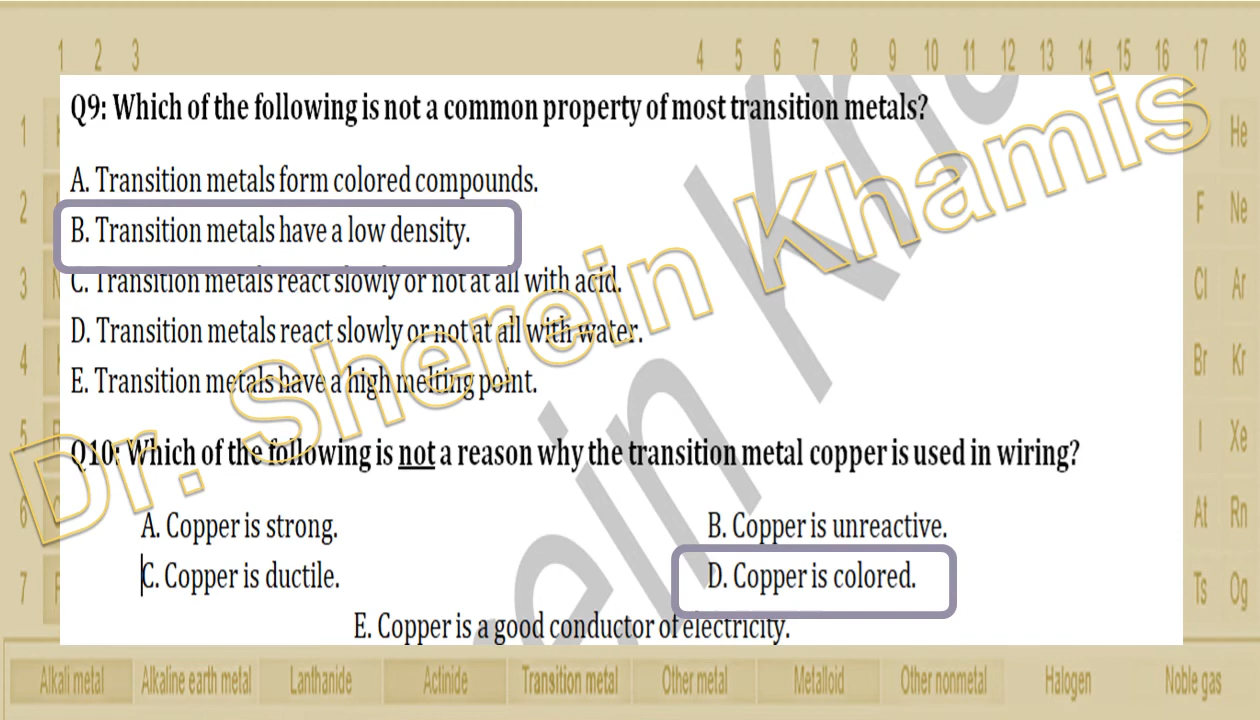 1 2 3 4 5 6 7 8 9 10 11 12 13 14 15 16 17 18
Q9: Which of the following is not a common property of most transition metals?
1 He
A. Transition metals form colored compounds.
2 F Ne
B. Transition metals have a low density.
3 Cl Ar
C. Transition metals react slowly or not at all with acid.
D. Transition metals react slowly or not at all with water.
4 Br Kr
E. Transition metals have a high melting point.
5 I Xe
Q10: Which of the following is not a reason why the transition metal copper is used in wiring?
6 At Rn
A. Copper is strong. B. Copper is unreactive.
7 Ts Og
C. Copper is ductile. D. Copper is colored.
E. Copper is a good conductor of electricity.
Dr. Sherein Khamis
Alkali metal Alkaline earth metal Lanthanide Actinide Transition metal Other metal Metalloid Other nonmetal Halogen Noble gas